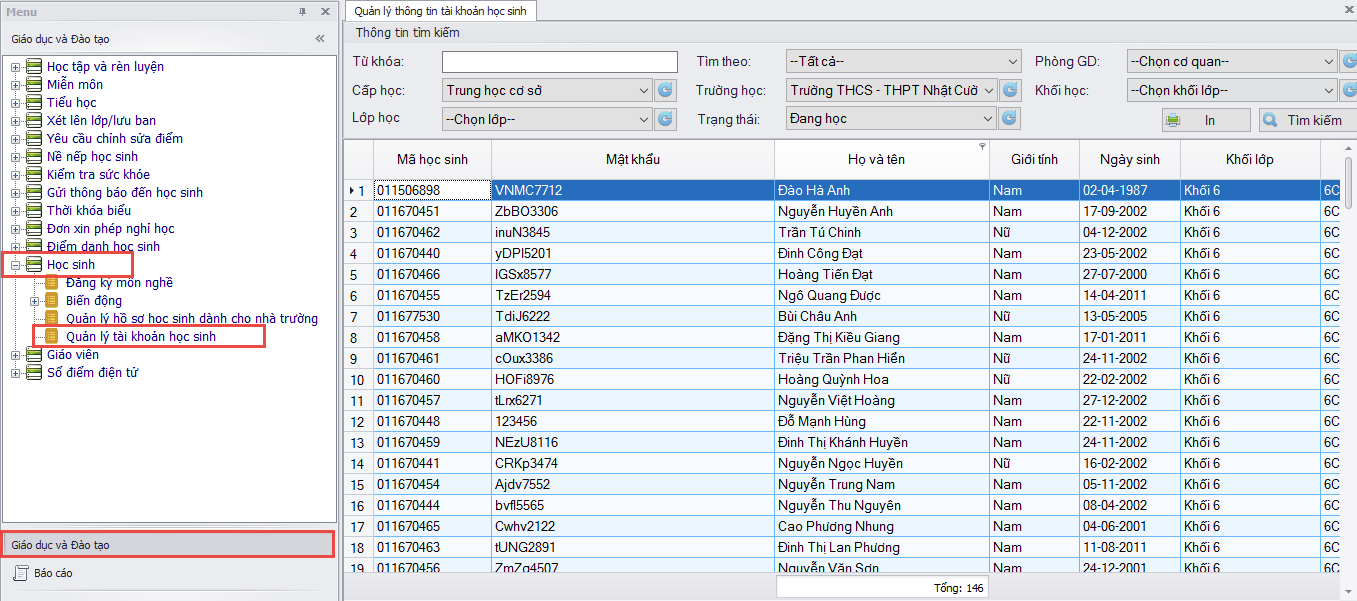 Menu
Giáo dục và Đào tạo
Học tập và rèn luyện
Miễn môn
Tiểu học
Xét lên lớp/lưu ban
Yêu cầu chỉnh sửa điểm
Nề nếp học sinh
Kiểm tra sức khỏe
Gửi thông báo đến học sinh
Thời khóa biểu
Đơn xin phép nghỉ học
Điểm danh học sinh
Học sinh
Đăng ký môn nghề
Biến động
Quản lý hồ sơ học sinh dành cho nhà trường
Quản lý tài khoản học sinh
Giáo viên
Sổ điểm điện tử
Giáo dục và Đào tạo
Báo cáo
Quản lý thông tin tài khoản học sinh
Thông tin tìm kiếm
Từ khóa: Tìm theo: --Tất cả-- Phòng GD: --Chọn cơ quan--
Cấp học: Trung học cơ sở Trường học: Trường THCS - THPT Nhật Cườ Khối học: --Chọn khối lớp--
Lớp học --Chọn lớp-- Trạng thái: Đang học In Tìm kiếm
Mã học sinh Mật khẩu Họ và tên Giới tính Ngày sinh Khối lớp
1 011506898 VNMC7712 Đào Hà Anh Nam 02-04-1987 Khối 6 6C
2 011670451 ZbBO3306 Nguyễn Huyền Anh Nam 17-09-2002 Khối 6 6C
3 011670462 inuN3845 Trần Tú Chinh Nữ 04-12-2002 Khối 6 6C
4 011670440 yDPI5201 Đinh Công Đạt Nam 23-05-2002 Khối 6 6C
5 011670466 IGSx8577 Hoàng Tiến Đạt Nam 27-07-2000 Khối 6 6C
6 011670455 TzEr2594 Ngô Quang Được Nam 14-04-2011 Khối 6 6C
7 011677530 TdiJ6222 Bùi Châu Anh Nữ 13-05-2005 Khối 6 6C
8 011670458 aMKO1342 Đặng Thị Kiều Giang Nam 17-01-2011 Khối 6 6C
9 011670461 cOux3386 Triệu Trần Phan Hiển Nữ 24-11-2002 Khối 6 6C
10 011670460 HOFi8976 Hoàng Quỳnh Hoa Nữ 22-02-2002 Khối 6 6C
11 011670457 tLrx6271 Nguyễn Việt Hoàng Nam 27-12-2002 Khối 6 6C
12 011670448 123456 Đỗ Mạnh Hùng Nam 22-11-2002 Khối 6 6C
13 011670459 NEzU8116 Đinh Thị Khánh Huyền Nam 24-11-2002 Khối 6 6C
14 011670441 CRKp3474 Nguyễn Ngọc Huyền Nữ 16-02-2002 Khối 6 6C
15 011670454 Ajdv7552 Nguyễn Trung Nam Nam 05-11-2002 Khối 6 6C
16 011670444 bvfI5565 Nguyễn Thu Nguyên Nam 08-04-2002 Khối 6 6C
17 011670465 Cwhv2122 Cao Phương Nhung Nam 04-06-2001 Khối 6 6C
18 011670463 tUNG2891 Đinh Thị Lan Phương Nam 11-08-2011 Khối 6 6C
19 011670456 ZmZq4507 Nguyễn Văn Sơn Nam 24-12-2001 Khối 6 6C
Tổng: 146